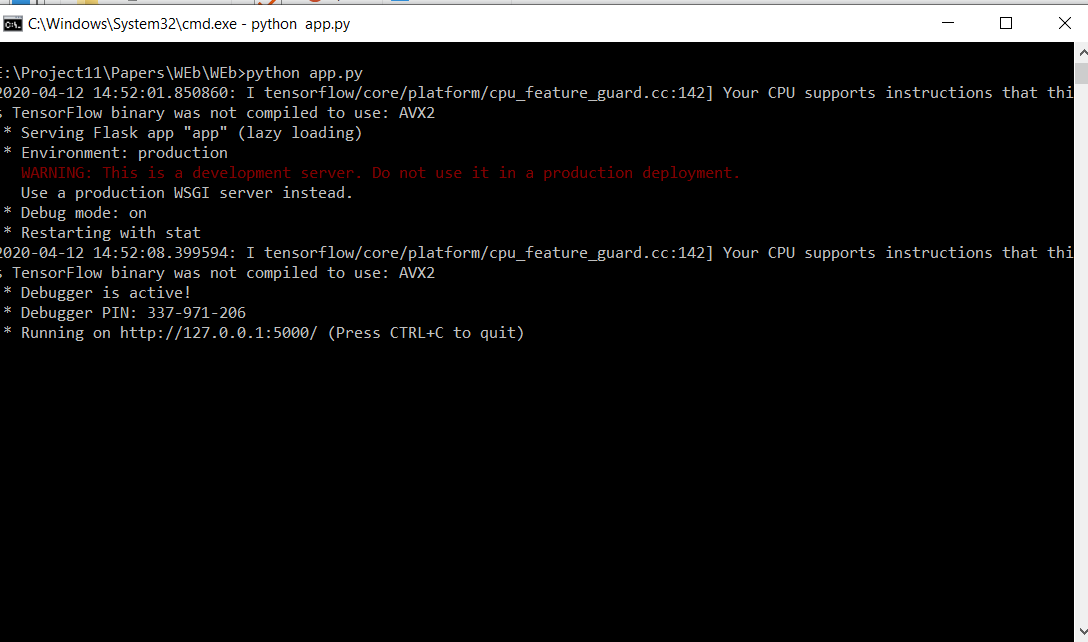 C:\Windows\System32\cmd.exe - python  app.py
E:\Project11\Papers\WEb\WEb>python app.py
2020-04-12 14:52:01.850860: I tensorflow/core/platform/cpu_feature_guard.cc:142] Your CPU supports instructions that thi
s TensorFlow binary was not compiled to use: AVX2
* Serving Flask app "app" (lazy loading)
* Environment: production
WARNING: This is a development server. Do not use it in a production deployment.
Use a production WSGI server instead.
* Debug mode: on
* Restarting with stat
2020-04-12 14:52:08.399594: I tensorflow/core/platform/cpu_feature_guard.cc:142] Your CPU supports instructions that thi
s TensorFlow binary was not compiled to use: AVX2
* Debugger is active!
* Debugger PIN: 337-971-206
* Running on http://127.0.0.1:5000/ (Press CTRL+C to quit)